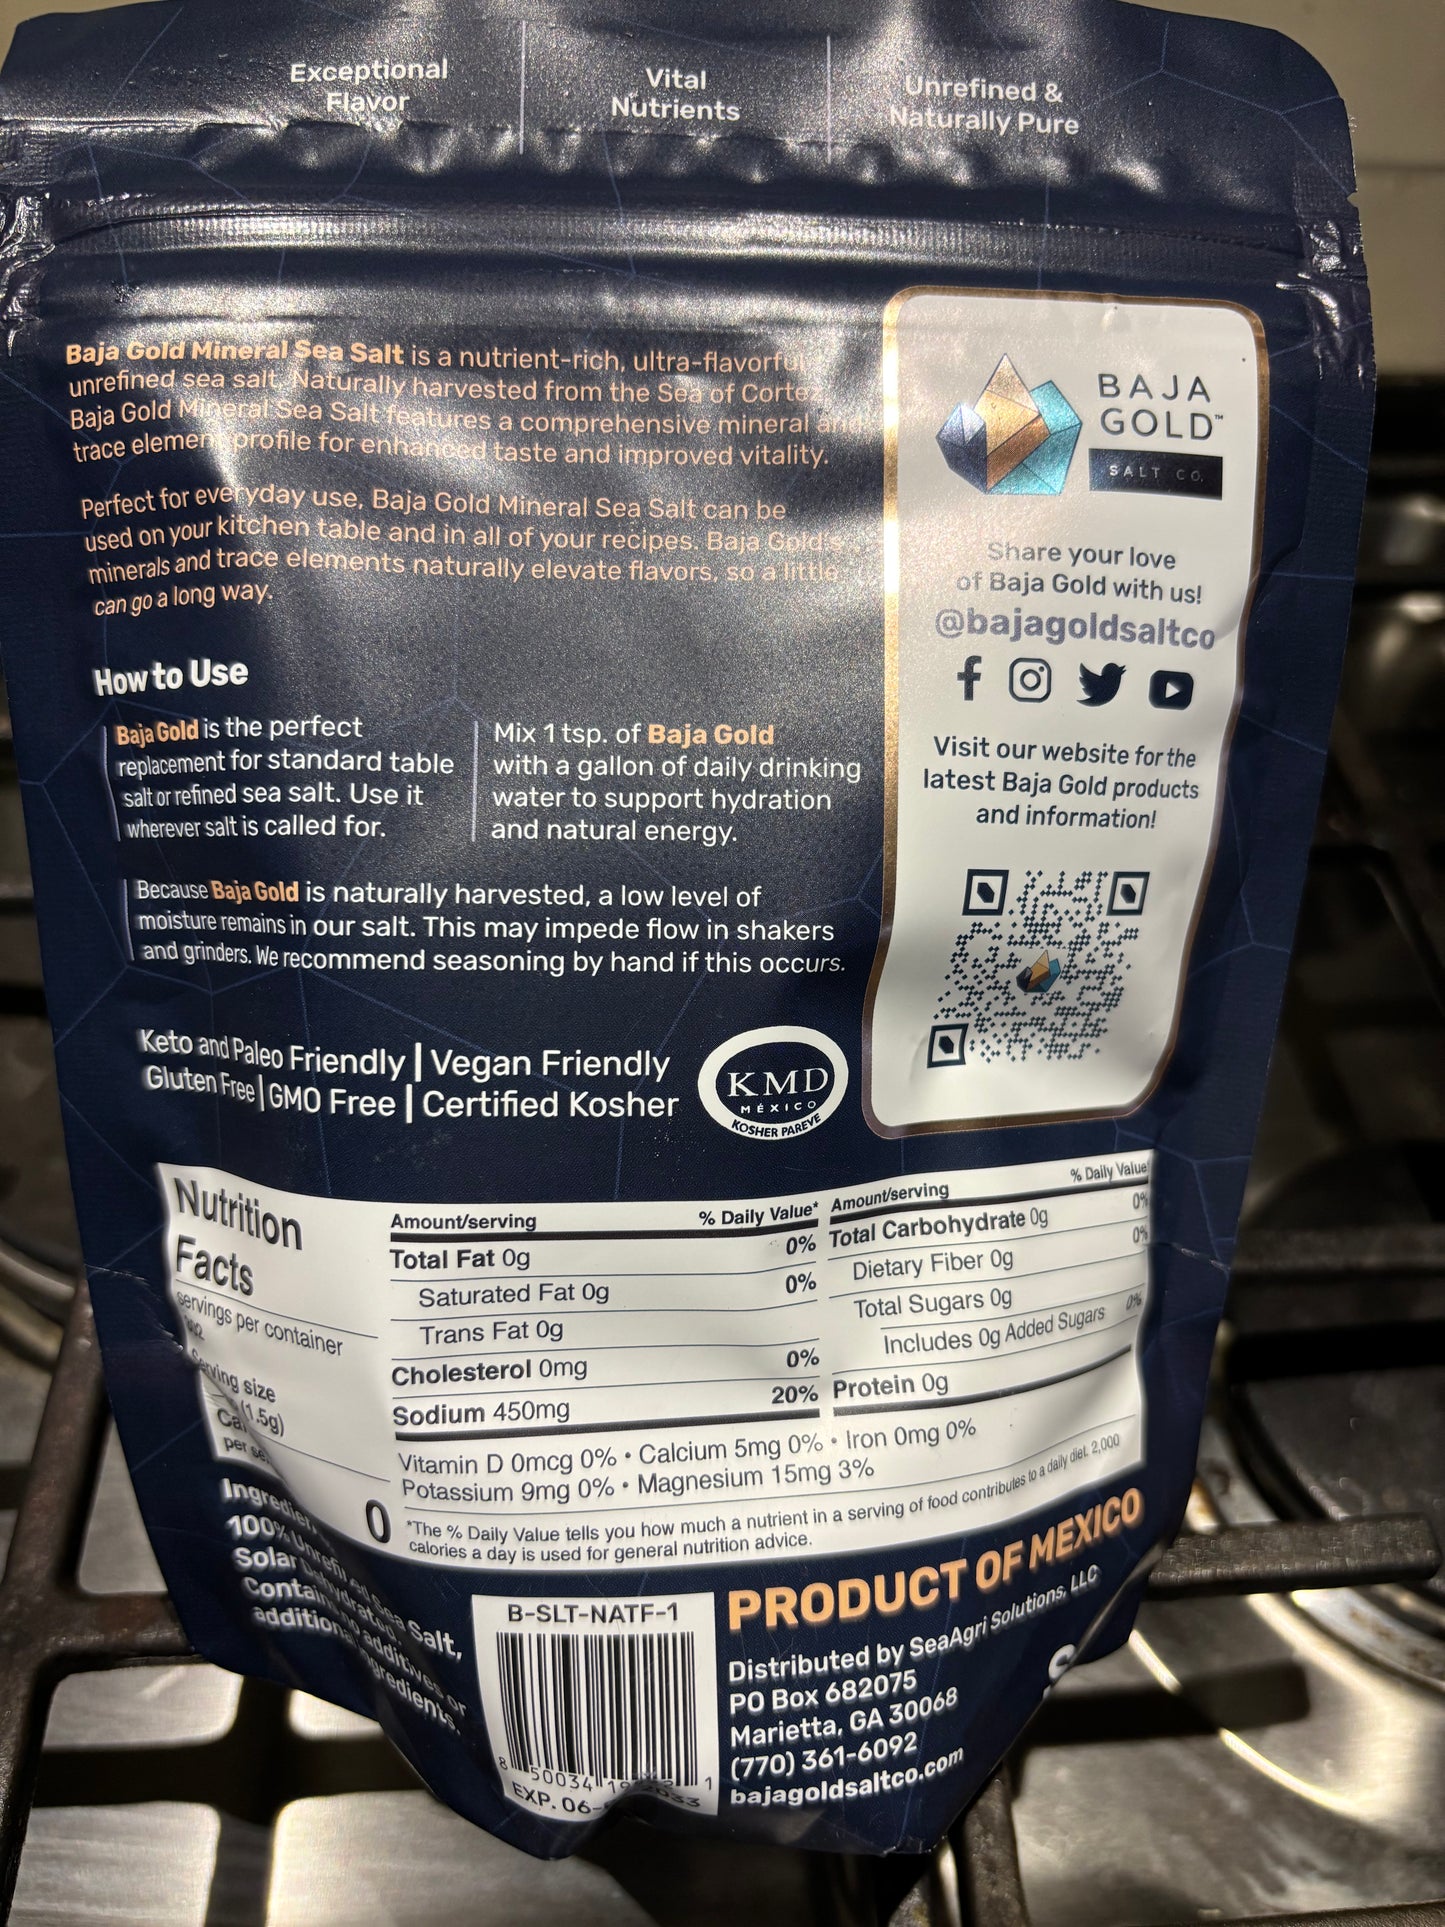 Exceptional
Flavor
Vital
Nutrients
Unrefined &
Naturally Pure
Baja Gold Mineral Sea Salt is a nutrient-rich, ultra-flavorful
unrefined sea salt. Naturally harvested from the Sea of Cortez,
Baja Gold Mineral Sea Salt features a comprehensive mineral and
trace element profile for enhanced taste and improved vitality.
Perfect for everyday use, Baja Gold Mineral Sea Salt can be
used on your kitchen table and in all of your recipes. Baja Gold's
minerals and trace elements naturally elevate flavors, so a little
can go a long way.
How to Use
Baja Gold is the perfect
replacement for standard table
salt or refined sea salt. Use it
wherever salt is called for.
Mix 1 tsp. of Baja Gold
with a gallon of daily drinking
water to support hydration
and natural energy.
Because Baja Gold is naturally harvested, a low level of
moisture remains in our salt. This may impede flow in shakers
and grinders. We recommend seasoning by hand if this occurs.
Keto and Paleo Friendly | Vegan Friendly
Gluten Free | GMO Free | Certified Kosher
KMD
MÉXICO
KOSHER PAREVE
BAJA
GOLD™
SALT CO.
Share your love
of Baja Gold with us!
@bajagoldsaltco
Visit our website for the
latest Baja Gold products
and information!
Nutrition
Facts
servings per container
Serving size
(1.5g)
per
0
Amount/serving % Daily Value*
Total Fat 0g 0%
Saturated Fat 0g 0%
Trans Fat 0g
Cholesterol 0mg 0%
Sodium 450mg 20%
Amount/serving % Daily Value*
Total Carbohydrate 0g 0%
Dietary Fiber 0g 0%
Total Sugars 0g
Includes 0g Added Sugars 0%
Protein 0g
Vitamin D 0mcg 0% • Calcium 5mg 0% • Iron 0mg 0%
Potassium 9mg 0% • Magnesium 15mg 3%
*The % Daily Value tells you how much a nutrient in a serving of food contributes to a daily diet. 2,000
calories a day is used for general nutrition advice.
100% Unrefined Sea Salt,
Solar Dehydrated.
Contains no additives or
additional ingredients.
B-SLT-NATF-1
8 50034
1
EXP. 06-
PRODUCT OF MEXICO
Distributed by SeaAgri Solutions, LLC
PO Box 682075
Marietta, GA 30068
(770) 361-6092
bajagoldsaltco.com